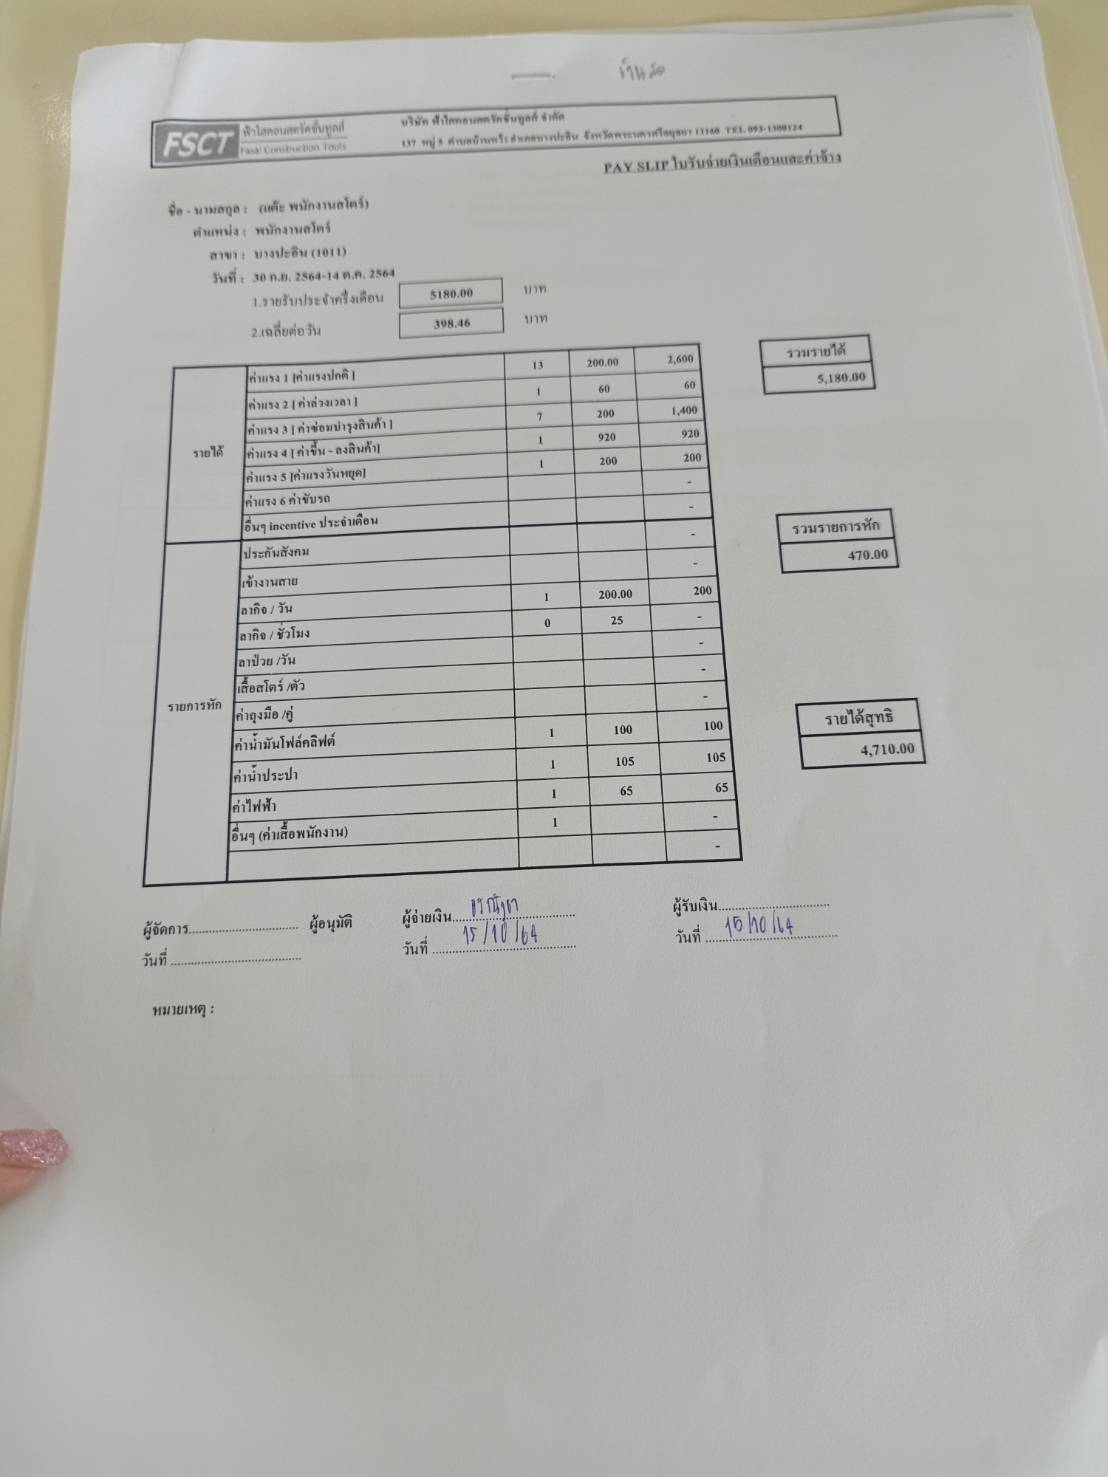 เงินสด
FSCT
ฟ้าใสคอนสตรัคชั่นทูลส์
Fasai Construction Tools
บริษัท ฟ้าใสคอนสตรัคชั่นทูลส์ จำกัด
137 หมู่ 5 อำเภอบางปะอิน จังหวัดพระนครศรีอยุธยา 13160 TEL 093-1308124
PAY SLIP ใบรับจ่ายเงินเดือนและค่าจ้าง
ชื่อ - นามสกุล : (แต๊ะ พนักงานสโตร์)
ตำแหน่ง : พนักงานสโตร์
สาขา : บางปะอิน (1011)
วันที่ : 30 ก.ย. 2564-14 ต.ค. 2564
1.รายรับประจำครึ่งเดือน 5180.00 บาท
2.เฉลี่ยต่อวัน 398.46 บาท
รายได้
ค่าแรง 1 [ค่าแรงปกติ ] 13 200.00 2,600
ค่าแรง 2 [ ค่าล่วงเวลา ] 1 60 60
ค่าแรง 3 [ ค่าซ่อมบำรุงสินค้า ] 7 200 1,400
ค่าแรง 4 [ ค่าขึ้น - ลงสินค้า] 1 920 920
ค่าแรง 5 [ค่าแรงวันหยุด] 1 200 200
ค่าแรง 6 ค่าขับรถ -
อื่นๆ incentive ประจำเดือน -
รวมรายได้
5,180.00
รายการหัก
ประกันสังคม -
เข้างานสาย -
ลากิจ / วัน 1 200.00 200
ลากิจ / ชั่วโมง 0 25 -
ลาป่วย /วัน -
เสื้อสโตร์ /ตัว -
ค่าถุงมือ /คู่ -
ค่าน้ำมันโฟล์คลิฟต์ 1 100 100
ค่าน้ำประปา 1 105 105
ค่าไฟฟ้า 1 65 65
อื่นๆ (ค่าเสื้อพนักงาน) 1 -
-
รวมรายการหัก
470.00
รายได้สุทธิ
4,710.00
ผู้จัดการ ผู้อนุมัติ ผู้จ่ายเงิน ผู้รับเงิน
วันที่ วันที่ 15/10/64 วันที่ 15/10/64
หมายเหตุ :